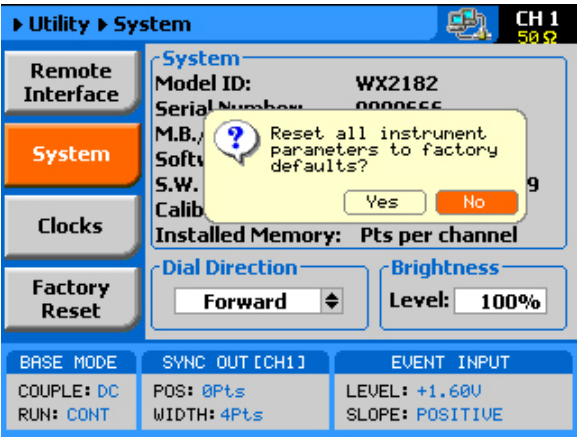 Utility System
CH 1
50 Ω
Remote
Interface
System
Clocks
Factory
Reset
System
Model ID: WX2182
Serial Number:
M.B./
S.W. 9
Installed Memory: Pts per channel
? Reset all instrument
parameters to factory
defaults?
Yes No
Dial Direction
Forward
Brightness
Level: 100%
BASE MODE
COUPLE: DC
RUN: CONT
SYNC OUT [CH1]
POS: 0Pts
WIDTH: 4Pts
EVENT INPUT
LEVEL: +1.60V
SLOPE: POSITIVE